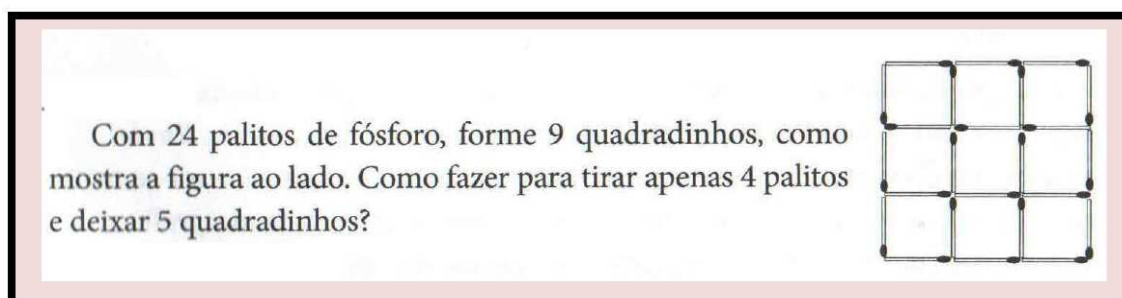 Com 24 palitos de fósforo, forme 9 quadradinhos, como
mostra a figura ao lado. Como fazer para tirar apenas 4 palitos
e deixar 5 quadradinhos?